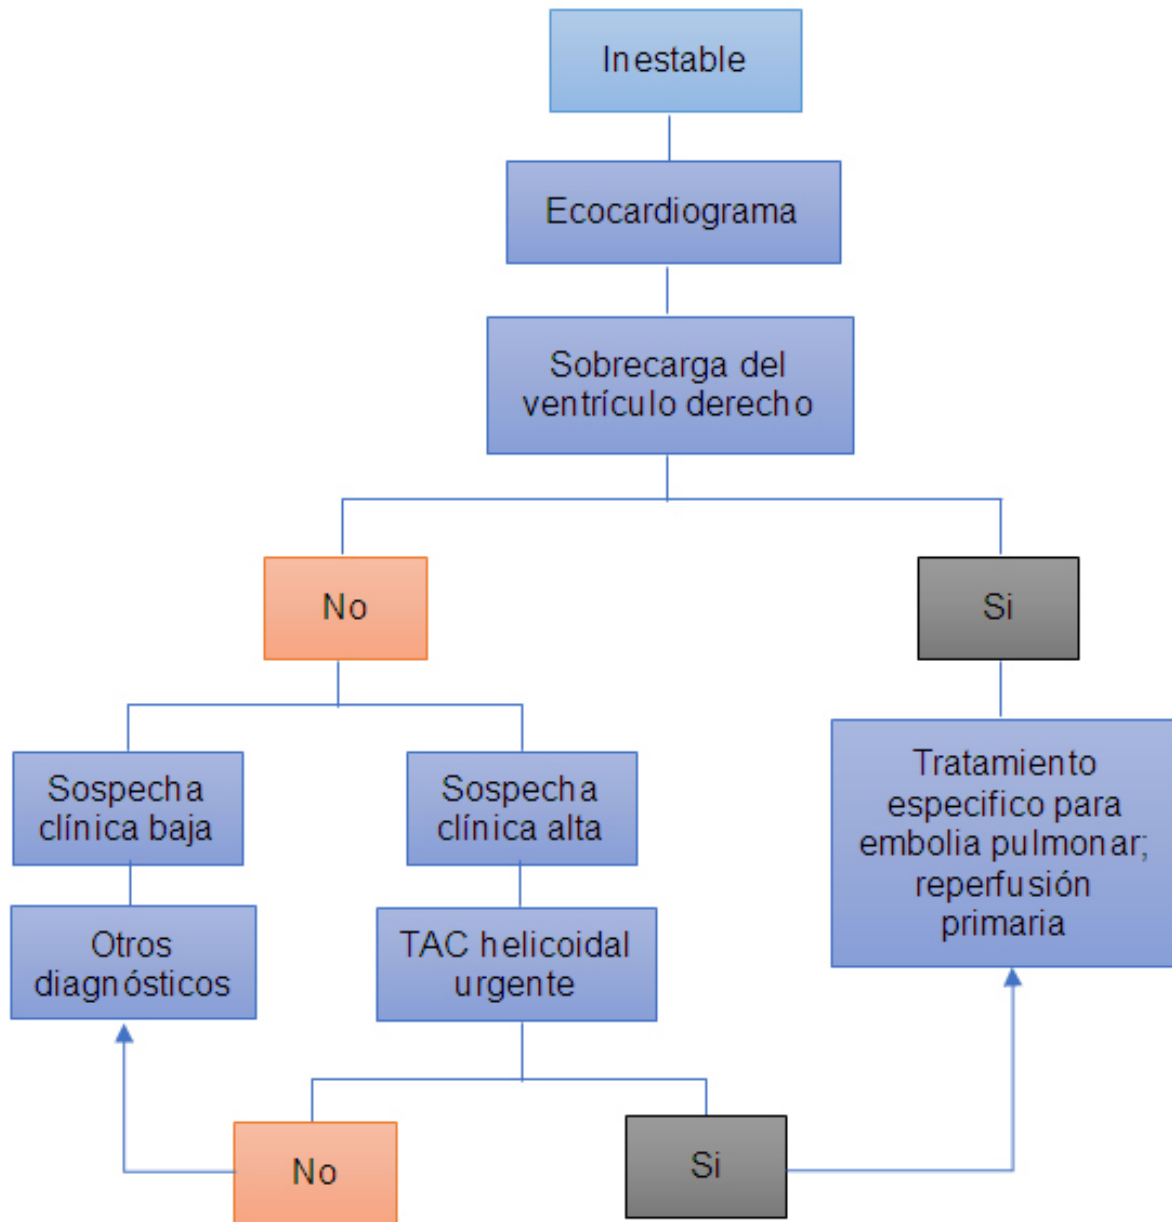 Inestable
Ecocardiograma
Sobrecarga del
ventrículo derecho
No
Si
Sospecha
clínica baja
Sospecha
clínica alta
Tratamiento
especifico para
embolia pulmonar;
reperfusión
primaria
Otros
diagnósticos
TAC helicoidal
urgente
No
Si